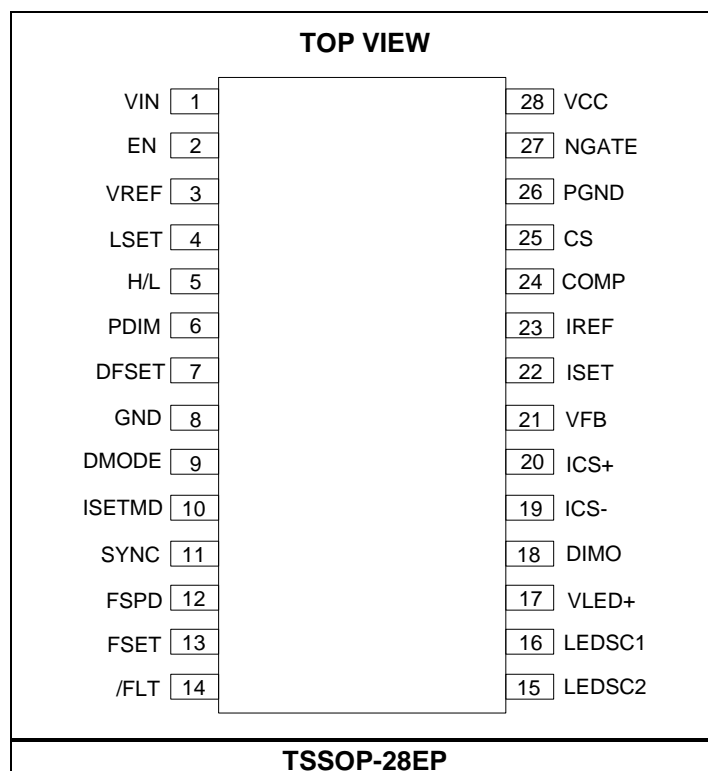 TOP VIEW
VIN 1 28 VCC
EN 2 27 NGATE
VREF 3 26 PGND
LSET 4 25 CS
H/L 5 24 COMP
PDIM 6 23 IREF
DFSET 7 22 ISET
GND 8 21 VFB
DMODE 9 20 ICS+
ISETMD 10 19 ICS-
SYNC 11 18 DIMO
FSPD 12 17 VLED+
FSET 13 16 LEDSC1
/FLT 14 15 LEDSC2
TSSOP-28EP